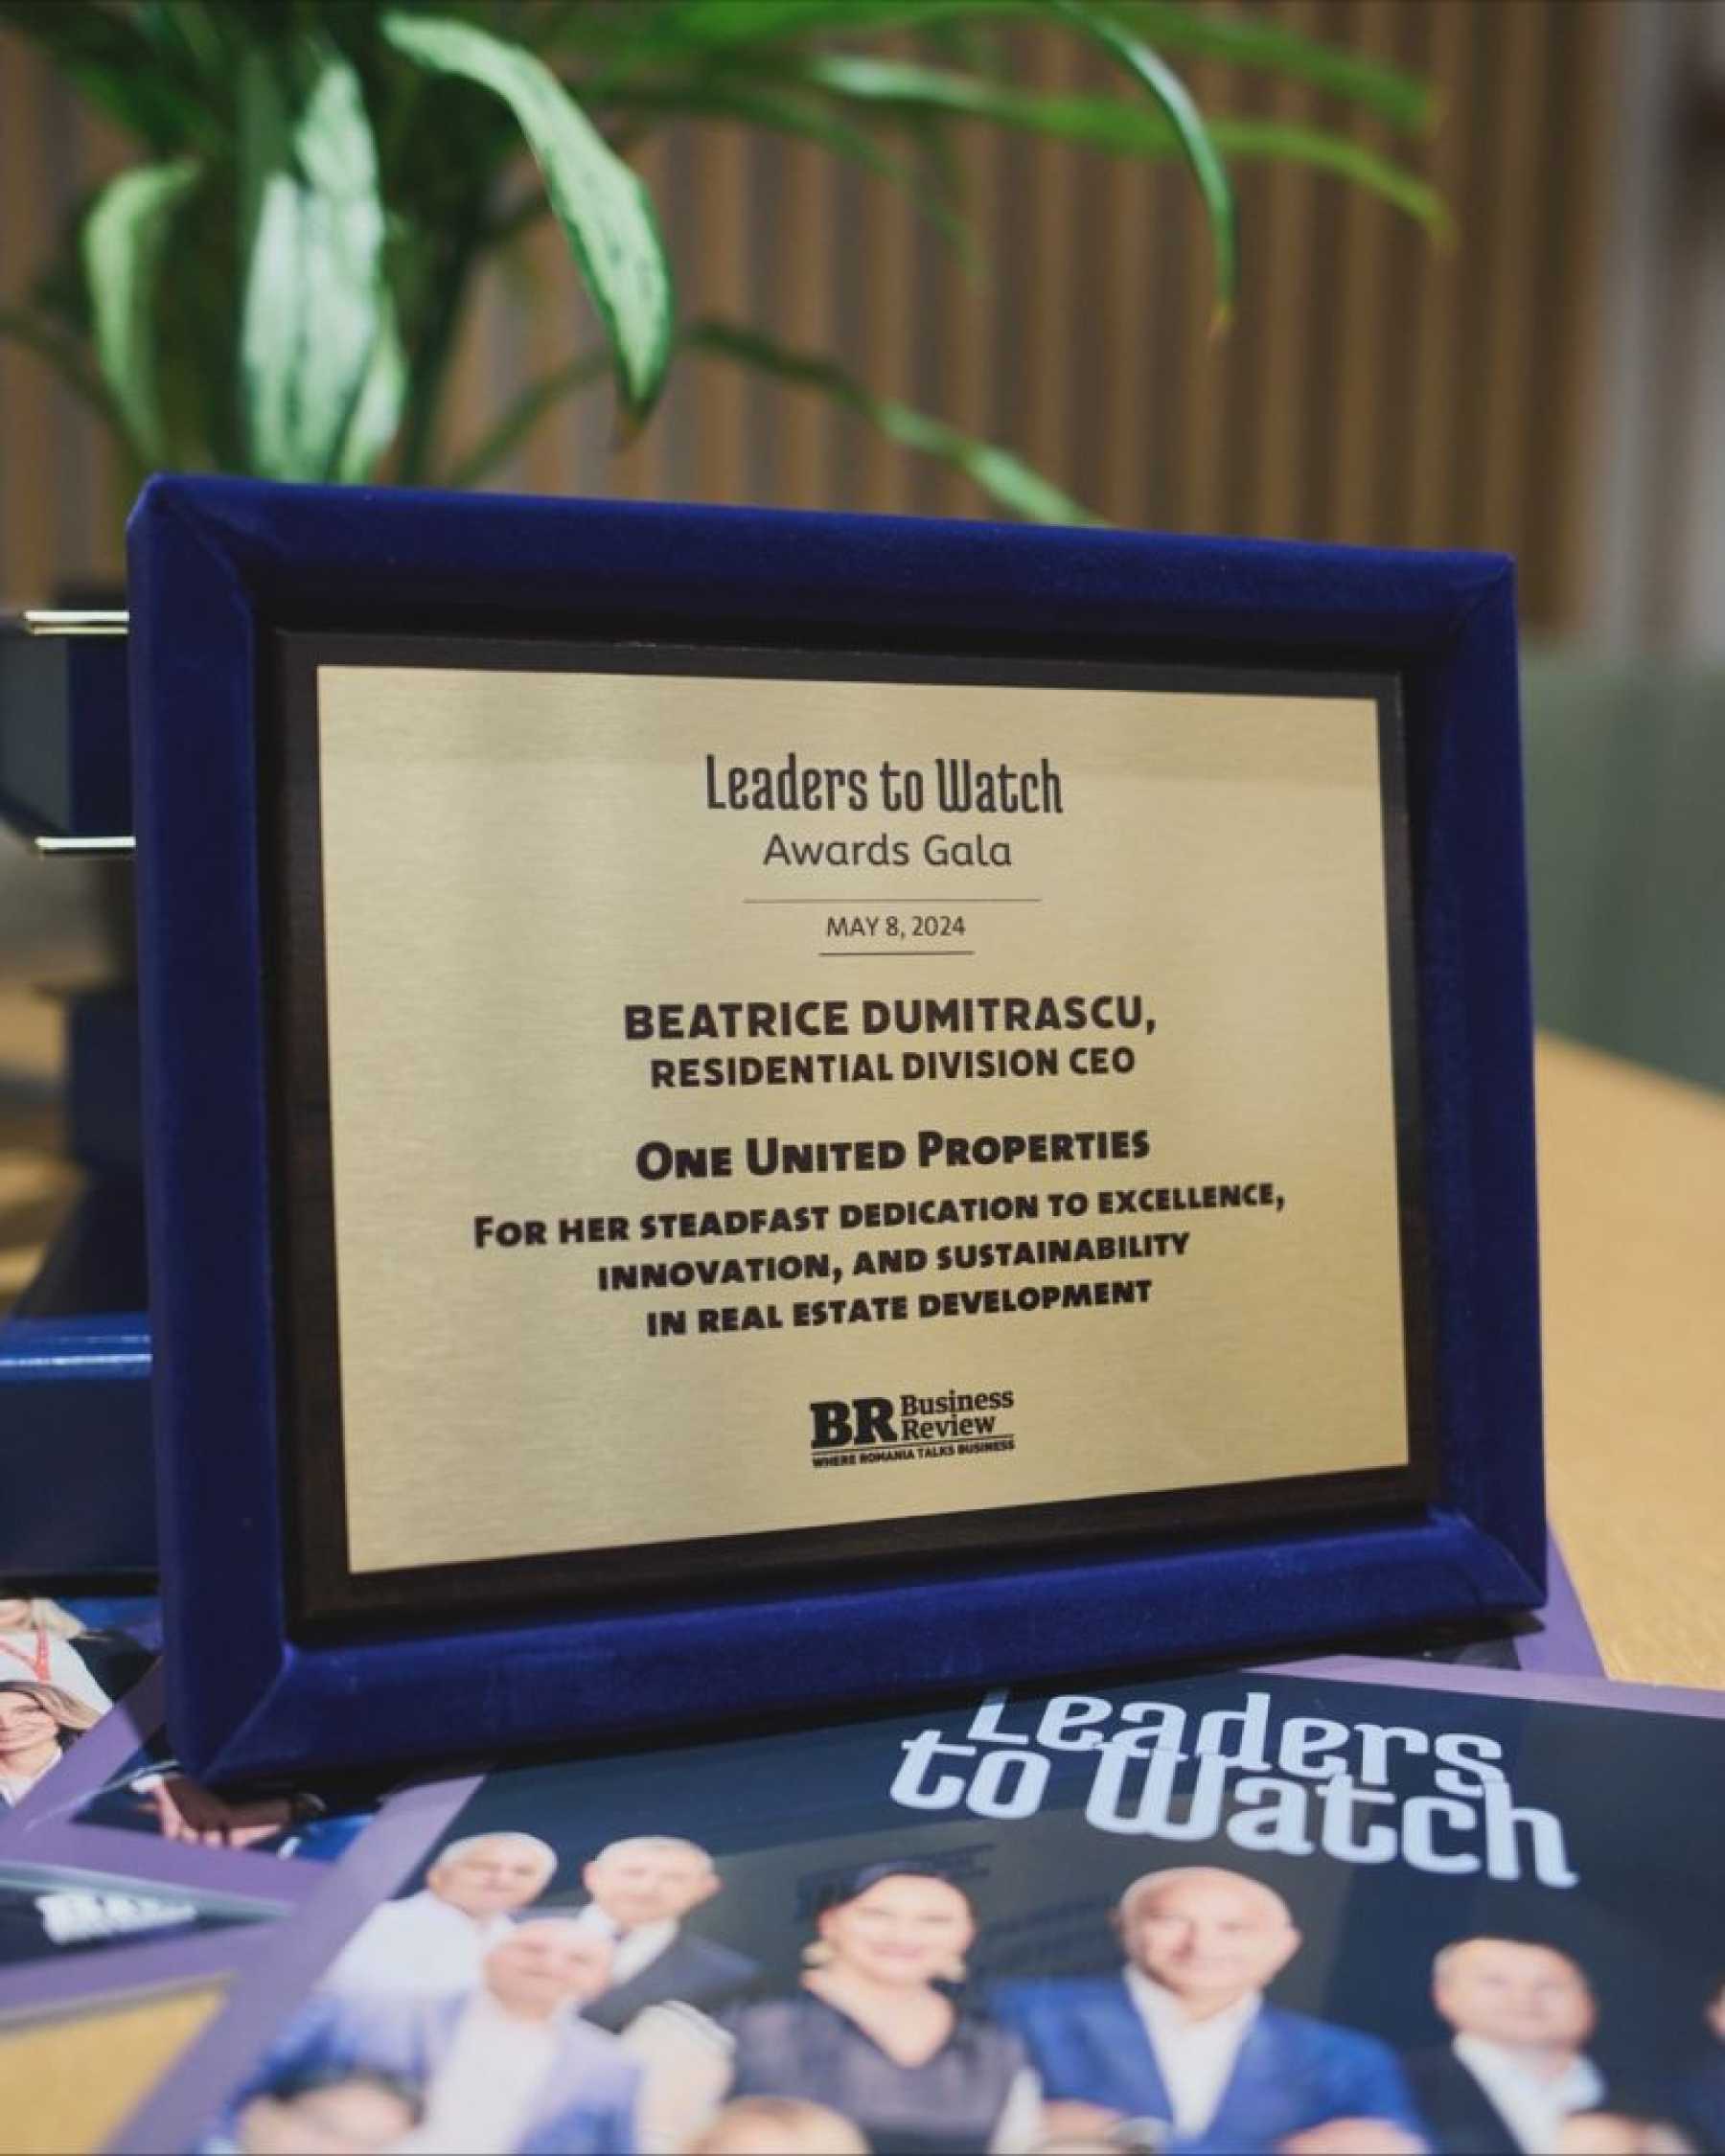 Leaders to Watch
Awards Gala
MAY 8, 2024
BEATRICE DUMITRASCU,
RESIDENTIAL DIVISION CEO
ONE UNITED PROPERTIES
FOR HER STEADFAST DEDICATION TO EXCELLENCE,
INNOVATION, AND SUSTAINABILITY
IN REAL ESTATE DEVELOPMENT
BR Business
Review
WHERE ROMANIA TALKS BUSINESS
Leaders
to Watch